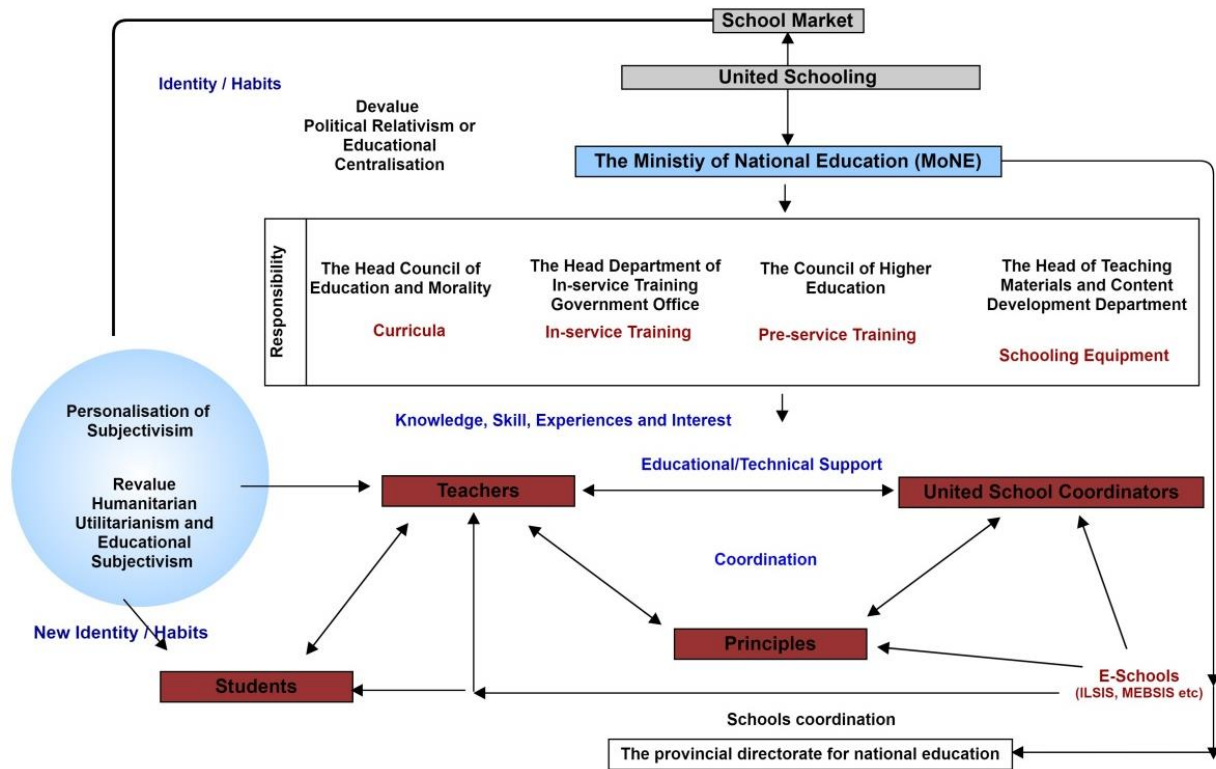 School Market
United Schooling
Identity / Habits
Devalue
Political Relativism or
Educational
Centralisation
The Ministiy of National Education (MoNE)
Responsibility
The Head Council of
Education and Morality
Curricula
The Head Department of
In-service Training
Government Office
In-service Training
The Council of Higher
Education
Pre-service Training
The Head of Teaching
Materials and Content
Development Department
Schooling Equipment
Knowledge, Skill, Experiences and Interest
Personalisation of
Subjectivisim
Revalue
Humanitarian
Utilitarianism and
Educational
Subjectivism
Educational/Technical Support
Teachers
United School Coordinators
Coordination
New Identity / Habits
Principles
Students
E-Schools
(ILSIS, MEBSIS etc)
Schools coordination
The provincial directorate for national education